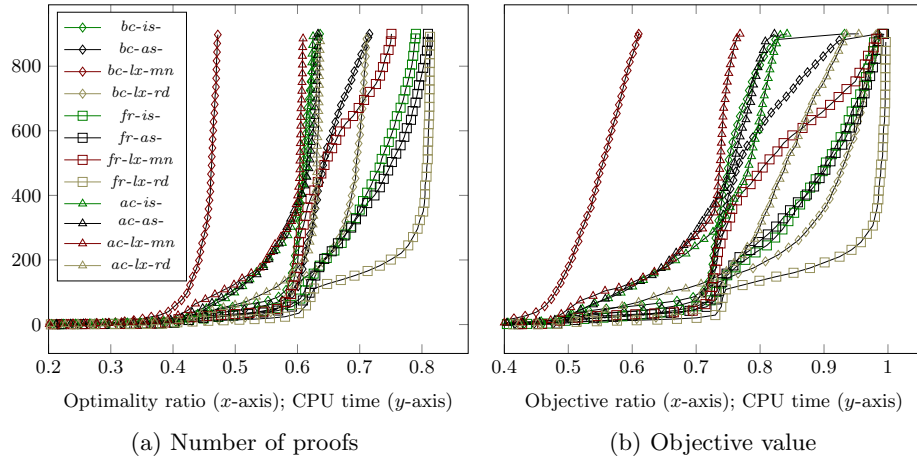 bc-is-
bc-as-
bc-lx-mn
bc-lx-rd
fr-is-
fr-as-
fr-lx-mn
fr-lx-rd
ac-is-
ac-as-
ac-lx-mn
ac-lx-rd
800
600
400
200
0
0.2 0.3 0.4 0.5 0.6 0.7 0.8
Optimality ratio (x-axis); CPU time (y-axis)
(a) Number of proofs
0.4 0.5 0.6 0.7 0.8 0.9 1
Objective ratio (x-axis); CPU time (y-axis)
(b) Objective value